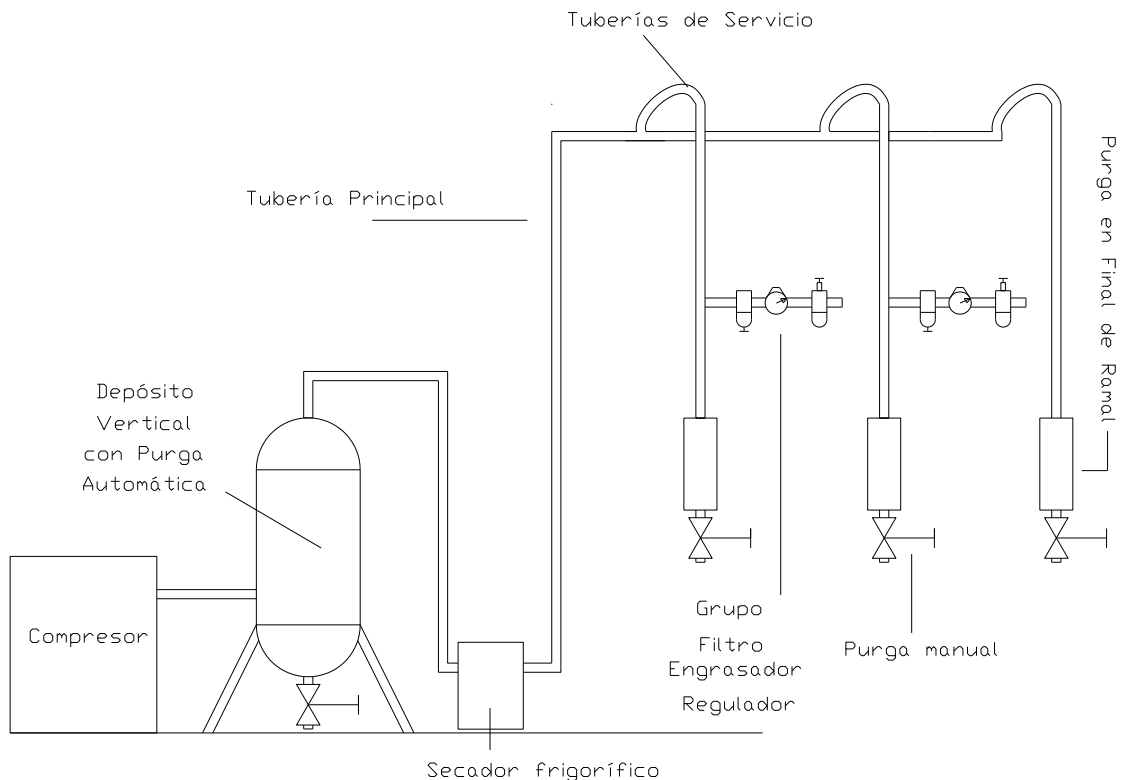 Tuberías de Servicio
Tubería Principal
Purga en Final de Ramal
Depósito
Vertical
con Purga
Automática
Compresor
Grupo
Filtro
Engrasador
Regulador
Purga manual
Secador frigorífico